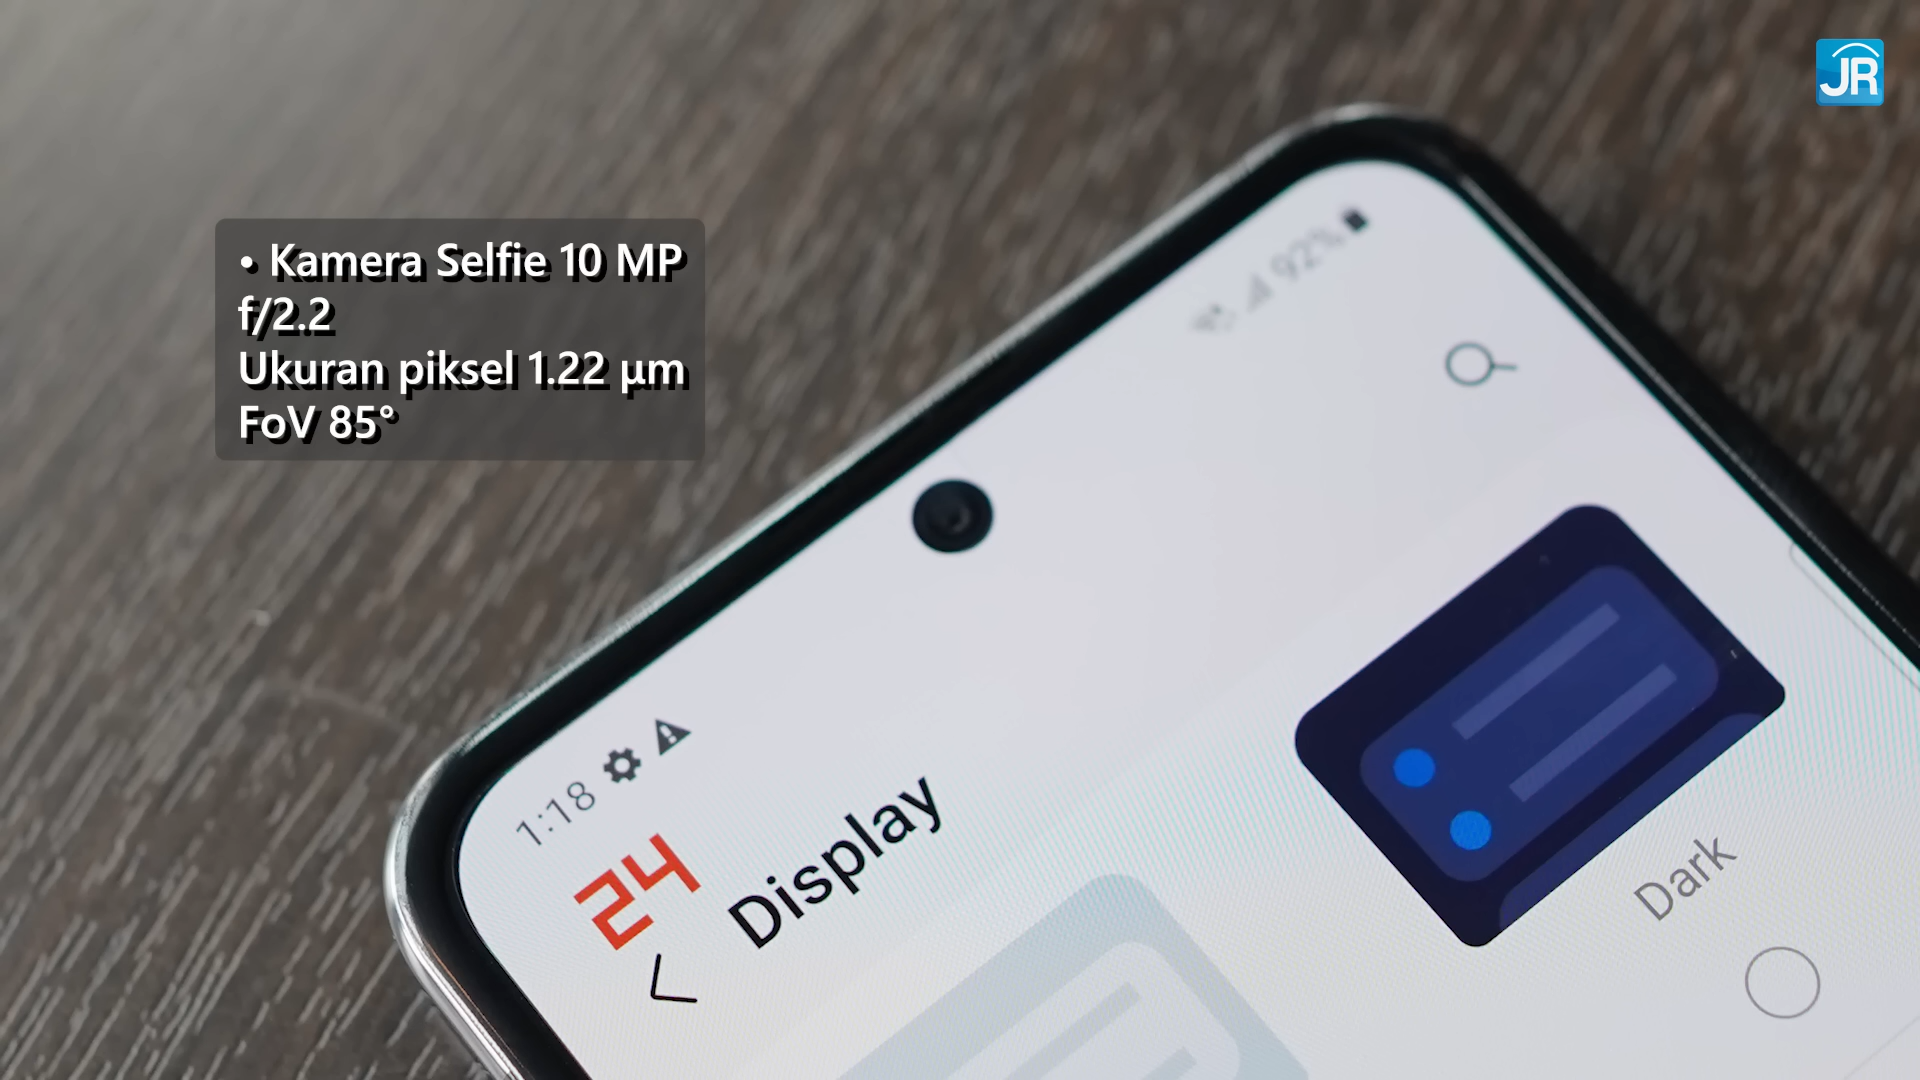 JR
• Kamera Selfie 10 MP
f/2.2
Ukuran piksel 1.22 µm
FoV 85°
92%
1:18
24
Display
Dark